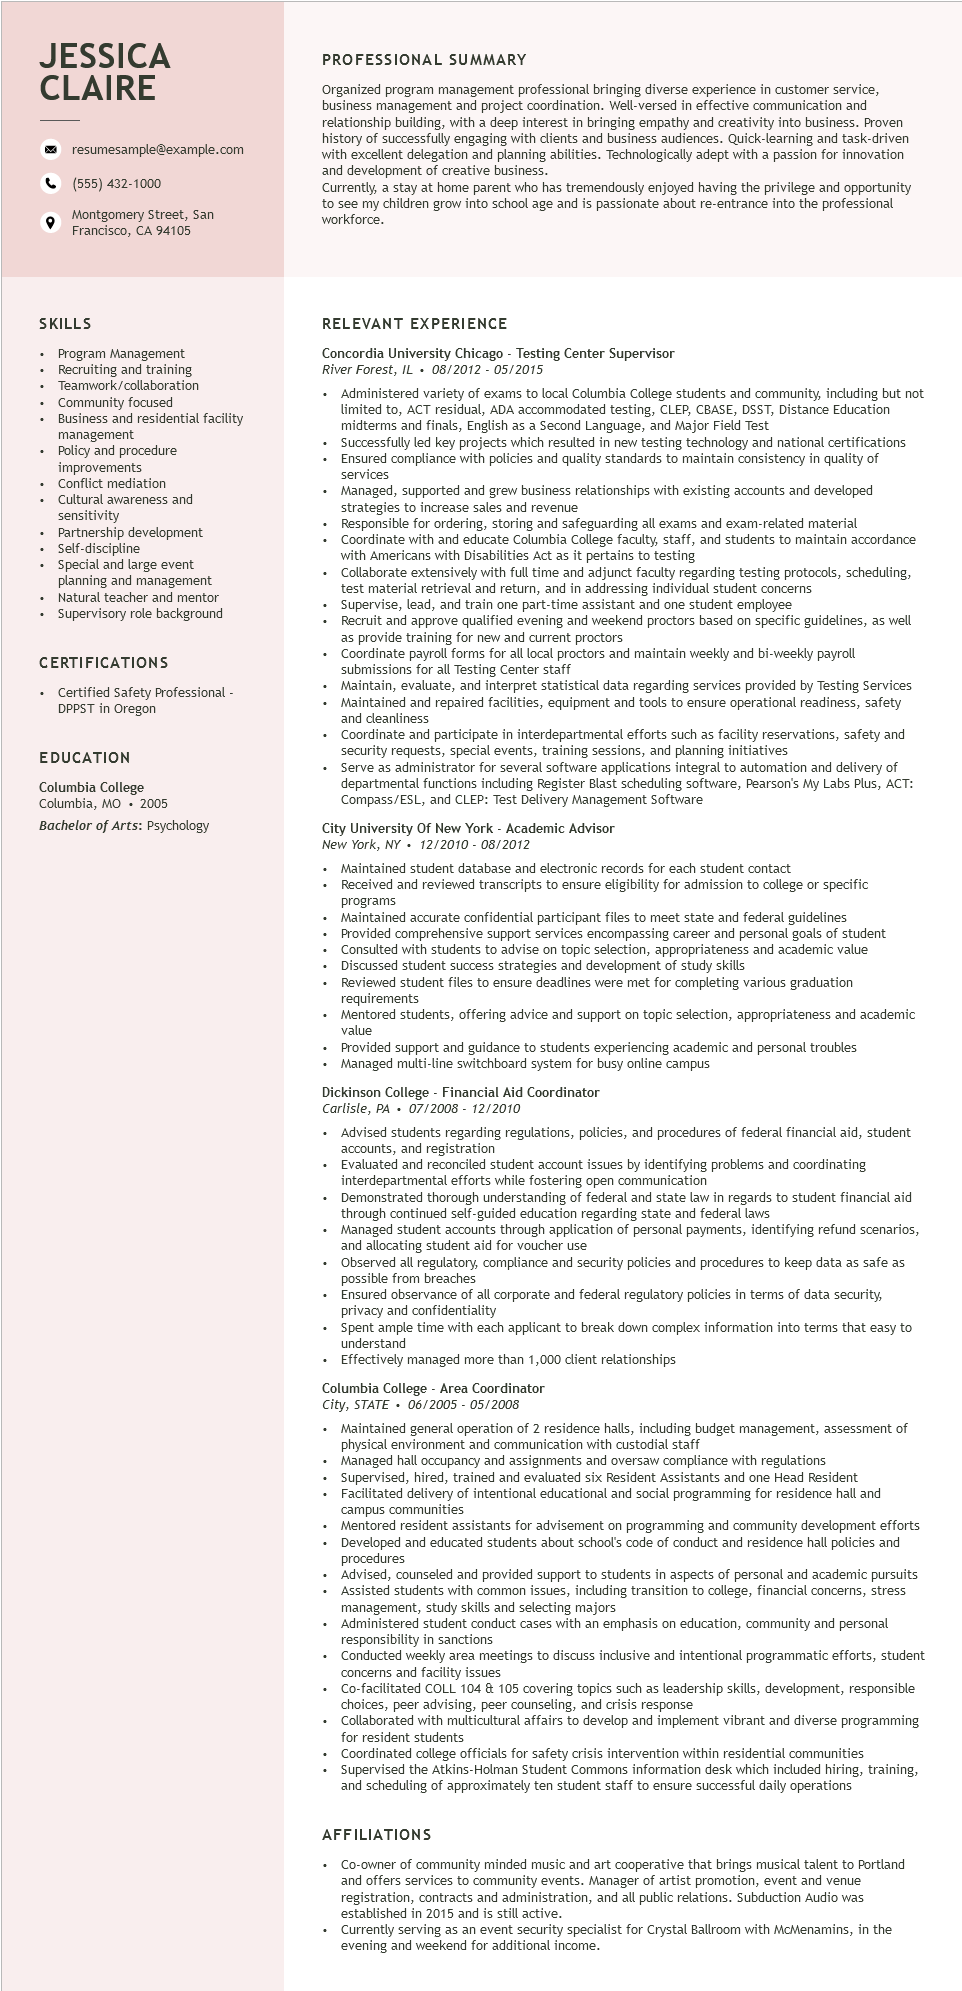 JESSICA
CLAIRE
resumesample@example.com
(555) 432-1000
Montgomery Street, San
Francisco, CA 94105
PROFESSIONAL SUMMARY
Organized program management professional bringing diverse experience in customer service,
business management and project coordination. Well-versed in effective communication and
relationship building, with a deep interest in bringing empathy and creativity into business. Proven
history of successfully engaging with clients and business audiences. Quick-learning and task-driven
with excellent delegation and planning abilities. Technologically adept with a passion for innovation
and development of creative business.
Currently, a stay at home parent who has tremendously enjoyed having the privilege and opportunity
to see my children grow into school age and is passionate about re-entrance into the professional
workforce.
SKILLS
• Program Management
• Recruiting and training
• Teamwork/collaboration
• Community focused
• Business and residential facility
management
• Policy and procedure
improvements
• Conflict mediation
• Cultural awareness and
sensitivity
• Partnership development
• Self-discipline
• Special and large event
planning and management
• Natural teacher and mentor
• Supervisory role background
CERTIFICATIONS
• Certified Safety Professional -
DPPST in Oregon
EDUCATION
Columbia College
Columbia, MO • 2005
Bachelor of Arts: Psychology
RELEVANT EXPERIENCE
Concordia University Chicago - Testing Center Supervisor
River Forest, IL • 08/2012 - 05/2015
• Administered variety of exams to local Columbia College students and community, including but not
limited to, ACT residual, ADA accommodated testing, CLEP, CBASE, DSST, Distance Education
midterms and finals, English as a Second Language, and Major Field Test
• Successfully led key projects which resulted in new testing technology and national certifications
• Ensured compliance with policies and quality standards to maintain consistency in quality of
services
• Managed, supported and grew business relationships with existing accounts and developed
strategies to increase sales and revenue
• Responsible for ordering, storing and safeguarding all exams and exam-related material
• Coordinate with and educate Columbia College faculty, staff, and students to maintain accordance
with Americans with Disabilities Act as it pertains to testing
• Collaborate extensively with full time and adjunct faculty regarding testing protocols, scheduling,
test material retrieval and return, and in addressing individual student concerns
• Supervise, lead, and train one part-time assistant and one student employee
• Recruit and approve qualified evening and weekend proctors based on specific guidelines, as well
as provide training for new and current proctors
• Coordinate payroll forms for all local proctors and maintain weekly and bi-weekly payroll
submissions for all Testing Center staff
• Maintain, evaluate, and interpret statistical data regarding services provided by Testing Services
• Maintained and repaired facilities, equipment and tools to ensure operational readiness, safety
and cleanliness
• Coordinate and participate in interdepartmental efforts such as facility reservations, safety and
security requests, special events, training sessions, and planning initiatives
• Serve as administrator for several software applications integral to automation and delivery of
departmental functions including Register Blast scheduling software, Pearson's My Labs Plus, ACT:
Compass/ESL, and CLEP: Test Delivery Management Software
City University Of New York - Academic Advisor
New York, NY • 12/2010 - 08/2012
• Maintained student database and electronic records for each student contact
• Received and reviewed transcripts to ensure eligibility for admission to college or specific
programs
• Maintained accurate confidential participant files to meet state and federal guidelines
• Provided comprehensive support services encompassing career and personal goals of student
• Consulted with students to advise on topic selection, appropriateness and academic value
• Discussed student success strategies and development of study skills
• Reviewed student files to ensure deadlines were met for completing various graduation
requirements
• Mentored students, offering advice and support on topic selection, appropriateness and academic
value
• Provided support and guidance to students experiencing academic and personal troubles
• Managed multi-line switchboard system for busy online campus
Dickinson College - Financial Aid Coordinator
Carlisle, PA • 07/2008 - 12/2010
• Advised students regarding regulations, policies, and procedures of federal financial aid, student
accounts, and registration
• Evaluated and reconciled student account issues by identifying problems and coordinating
interdepartmental efforts while fostering open communication
• Demonstrated thorough understanding of federal and state law in regards to student financial aid
through continued self-guided education regarding state and federal laws
• Managed student accounts through application of personal payments, identifying refund scenarios,
and allocating student aid for voucher use
• Observed all regulatory, compliance and security policies and procedures to keep data as safe as
possible from breaches
• Ensured observance of all corporate and federal regulatory policies in terms of data security,
privacy and confidentiality
• Spent ample time with each applicant to break down complex information into terms that easy to
understand
• Effectively managed more than 1,000 client relationships
Columbia College - Area Coordinator
City, STATE • 06/2005 - 05/2008
• Maintained general operation of 2 residence halls, including budget management, assessment of
physical environment and communication with custodial staff
• Managed hall occupancy and assignments and oversaw compliance with regulations
• Supervised, hired, trained and evaluated six Resident Assistants and one Head Resident
• Facilitated delivery of intentional educational and social programming for residence hall and
campus communities
• Mentored resident assistants for advisement on programming and community development efforts
• Developed and educated students about school's code of conduct and residence hall policies and
procedures
• Advised, counseled and provided support to students in aspects of personal and academic pursuits
• Assisted students with common issues, including transition to college, financial concerns, stress
management, study skills and selecting majors
• Administered student conduct cases with an emphasis on education, community and personal
responsibility in sanctions
• Conducted weekly area meetings to discuss inclusive and intentional programmatic efforts, student
concerns and facility issues
• Co-facilitated COLL 104 & 105 covering topics such as leadership skills, development, responsible
choices, peer advising, peer counseling, and crisis response
• Collaborated with multicultural affairs to develop and implement vibrant and diverse programming
for resident students
• Coordinated college officials for safety crisis intervention within residential communities
• Supervised the Atkins-Holman Student Commons information desk which included hiring, training,
and scheduling of approximately ten student staff to ensure successful daily operations
AFFILIATIONS
• Co-owner of community minded music and art cooperative that brings musical talent to Portland
and offers services to community events. Manager of artist promotion, event and venue
registration, contracts and administration, and all public relations. Subduction Audio was
established in 2015 and is still active.
• Currently serving as an event security specialist for Crystal Ballroom with McMenamins, in the
evening and weekend for additional income.